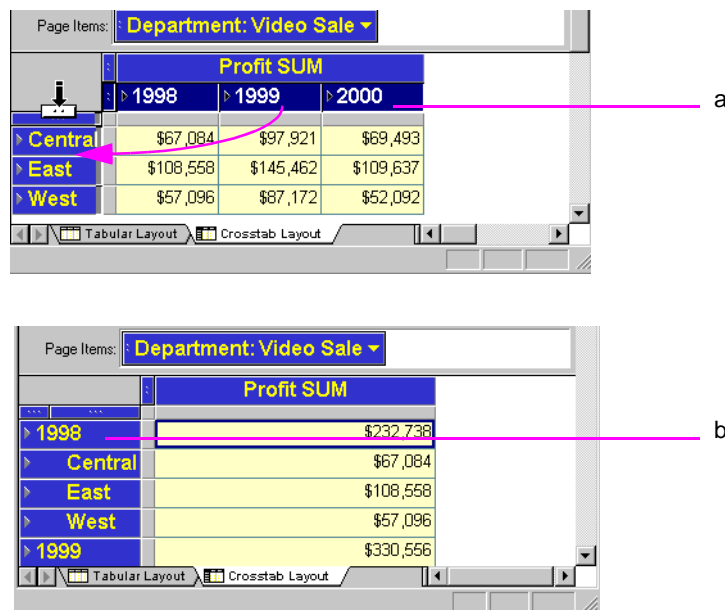 Page Items: Department: Video Sale
Profit SUM
1998 1999 2000
a
Central $67,084 $97,921 $69,493
East $108,558 $145,462 $109,637
West $57,096 $87,172 $52,092
Tabular Layout Crosstab Layout
Page Items: Department: Video Sale
Profit SUM
1998 $232,738
b
Central $67,084
East $108,558
West $57,096
1999 $330,556
Tabular Layout Crosstab Layout